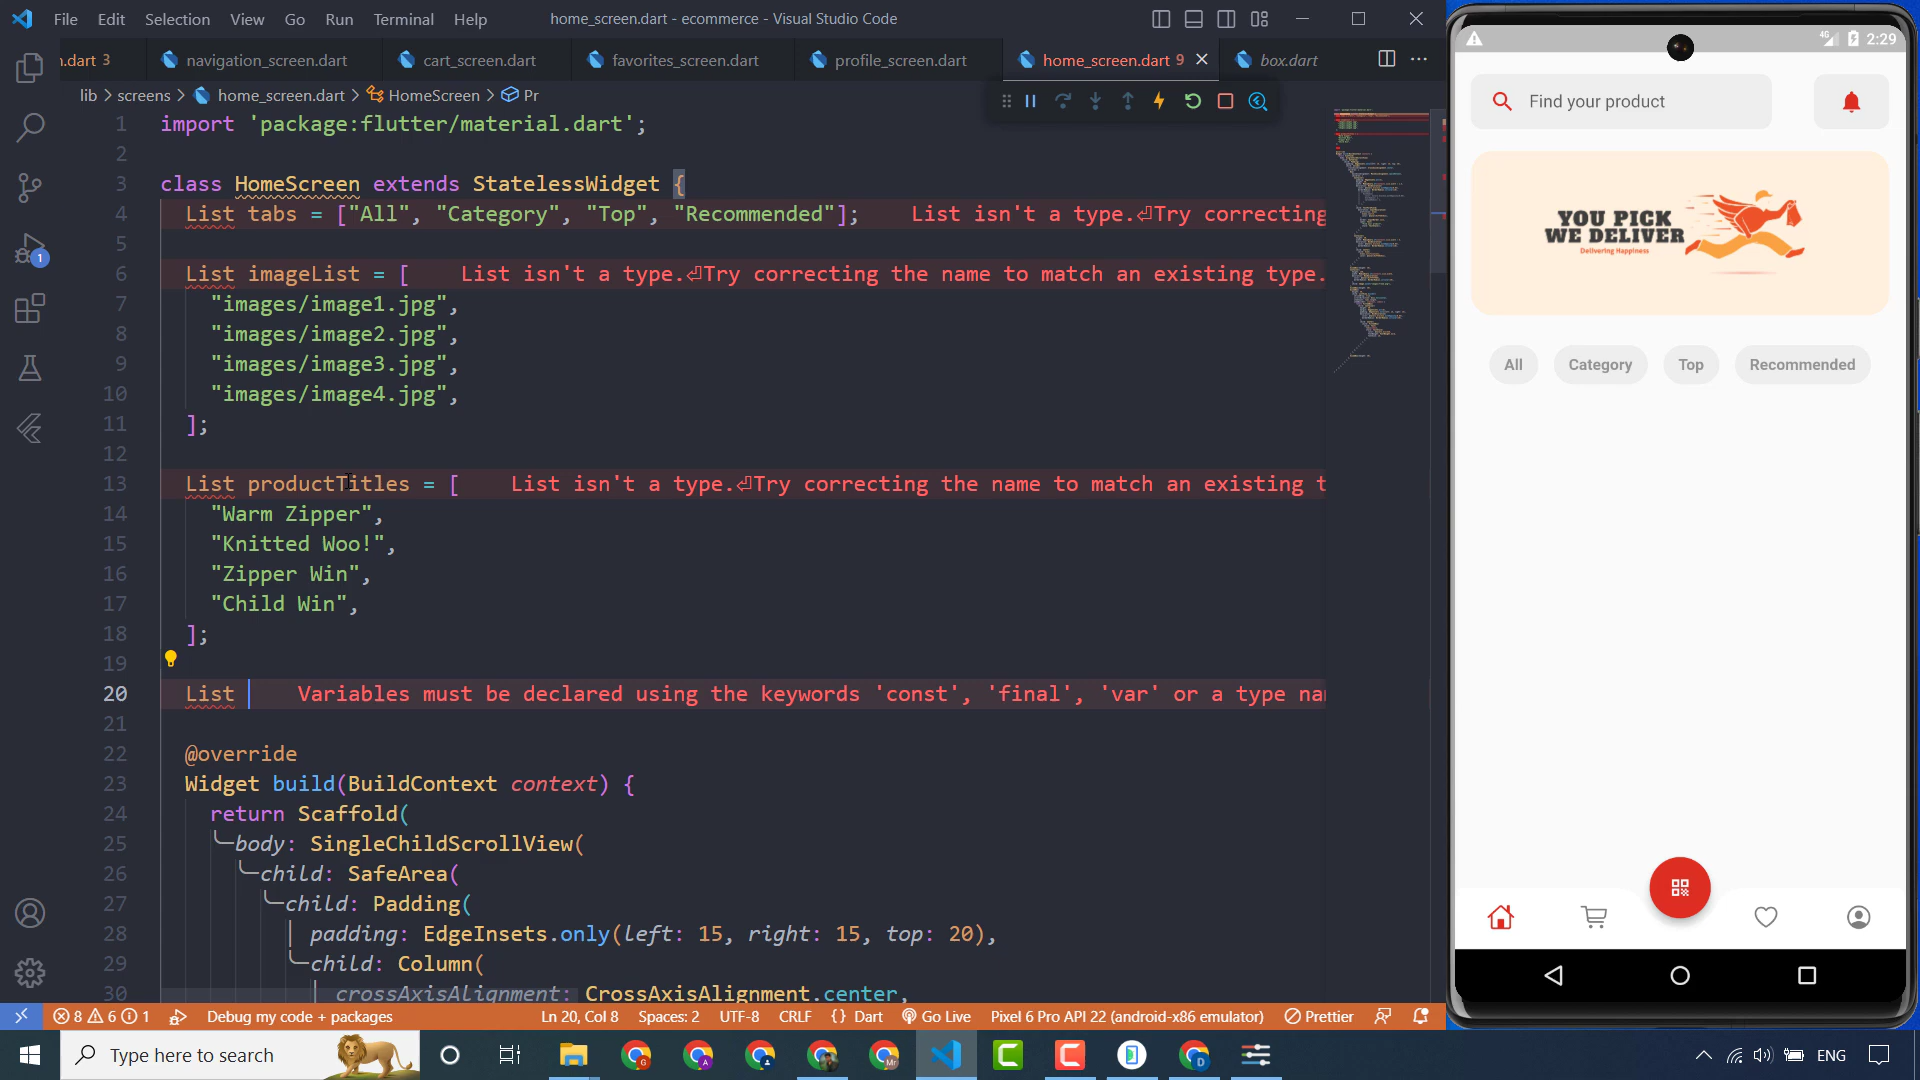 File Edit Selection View Go Run Terminal Help home_screen.dart - ecommerce - Visual Studio Code
n.dart 3 navigation_screen.dart cart_screen.dart favorites_screen.dart profile_screen.dart home_screen.dart 9 box.dart
lib > screens > home_screen.dart > HomeScreen > Pr
1 import 'package:flutter/material.dart';
2
3 class HomeScreen extends StatelessWidget {
4 List tabs = ["All", "Category", "Top", "Recommended"]; List isn't a type.⏎Try correcting
5
6 List imageList = [ List isn't a type.⏎Try correcting the name to match an existing type.
7 "images/image1.jpg",
8 "images/image2.jpg",
9 "images/image3.jpg",
10 "images/image4.jpg",
11 ];
12
13 List productTitles = [ List isn't a type.⏎Try correcting the name to match an existing t
14 "Warm Zipper",
15 "Knitted Woo!",
16 "Zipper Win",
17 "Child Win",
18 ];
19
20 List Variables must be declared using the keywords 'const', 'final', 'var' or a type na
21
22 @override
23 Widget build(BuildContext context) {
24 return Scaffold(
25 body: SingleChildScrollView(
26 child: SafeArea(
27 child: Padding(
28 padding: EdgeInsets.only(left: 15, right: 15, top: 20),
29 child: Column(
30 crossAxisAlignment: CrossAxisAlignment.center,
1
8 6 1 Debug my code + packages Ln 20, Col 8 Spaces: 2 UTF-8 CRLF {} Dart Go Live Pixel 6 Pro API 22 (android-x86 emulator) Prettier
Type here to search
ENG
4G 2:29
Find your product
YOU PICK
WE DELIVER
Delivering Happiness
All Category Top Recommended